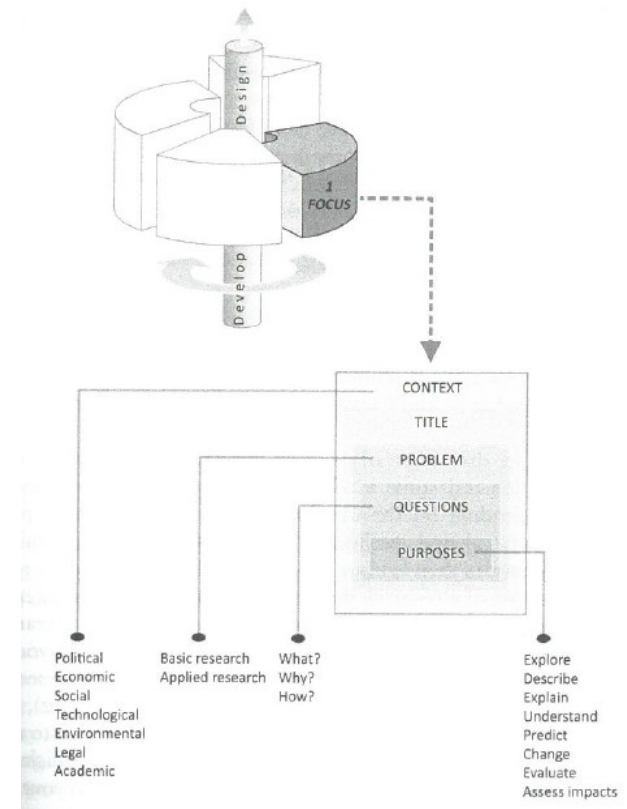 Design
1
FOCUS
Develop
CONTEXT
TITLE
PROBLEM
QUESTIONS
PURPOSES
Political
Economic
Social
Technological
Environmental
Legal
Academic
Basic research
Applied research
What?
Why?
How?
Explore
Describe
Explain
Understand
Predict
Change
Evaluate
Assess impacts